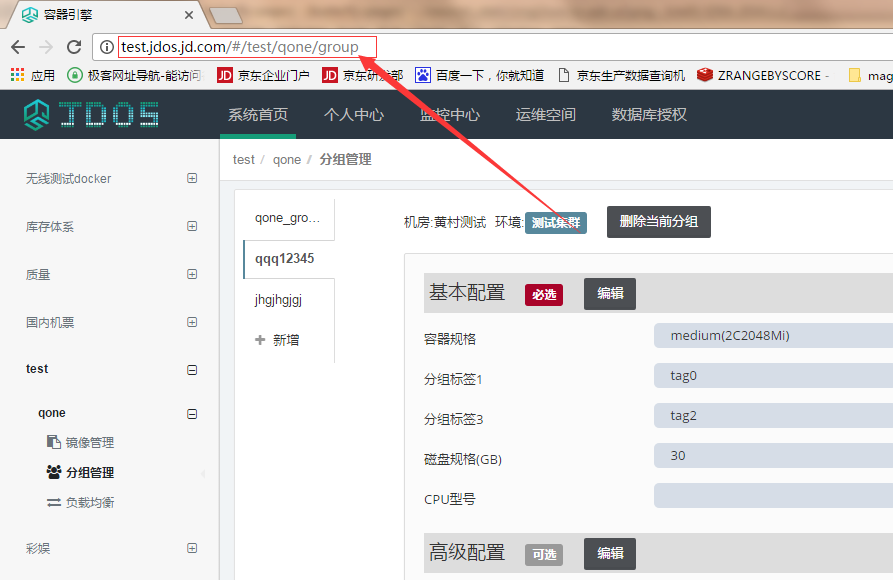 容器引擎
test.jdos.jd.com/#/test/qone/group
应用 极客网址导航-能访问 JD 京东企业门户 JD 京东研发部 百度一下，你就知道 京东生产数据查询机 ZRANGEBYSCORE - mag
JDOS 系统首页 个人中心 监控中心 运维空间 数据库授权
test / qone / 分组管理
无线测试docker
库存体系
质量
国内机票
test
qone
镜像管理
分组管理
负载均衡
彩娱
qone_gro...
qqq12345
jhgjhgjgj
新增
机房:黄村测试 环境:测试集群 删除当前分组
基本配置 必选 编辑
容器规格 medium(2C2048Mi)
分组标签1 tag0
分组标签3 tag2
磁盘规格(GB) 30
CPU型号
高级配置 可选 编辑